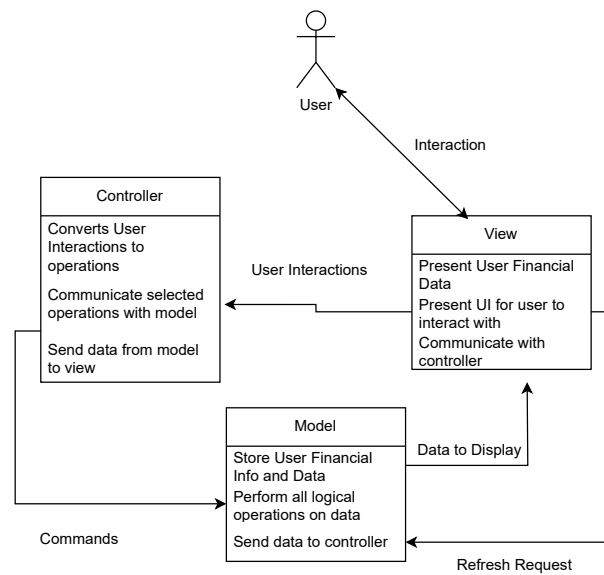 User
Interaction
Controller
Converts User
Interactions to
operations
Communicate selected
operations with model
Send data from model
to view
User Interactions
View
Present User Financial
Data
Present UI for user to
interact with
Communicate with
controller
Model
Store User Financial
Info and Data
Perform all logical
operations on data
Send data to controller
Data to Display
Commands
Refresh Request